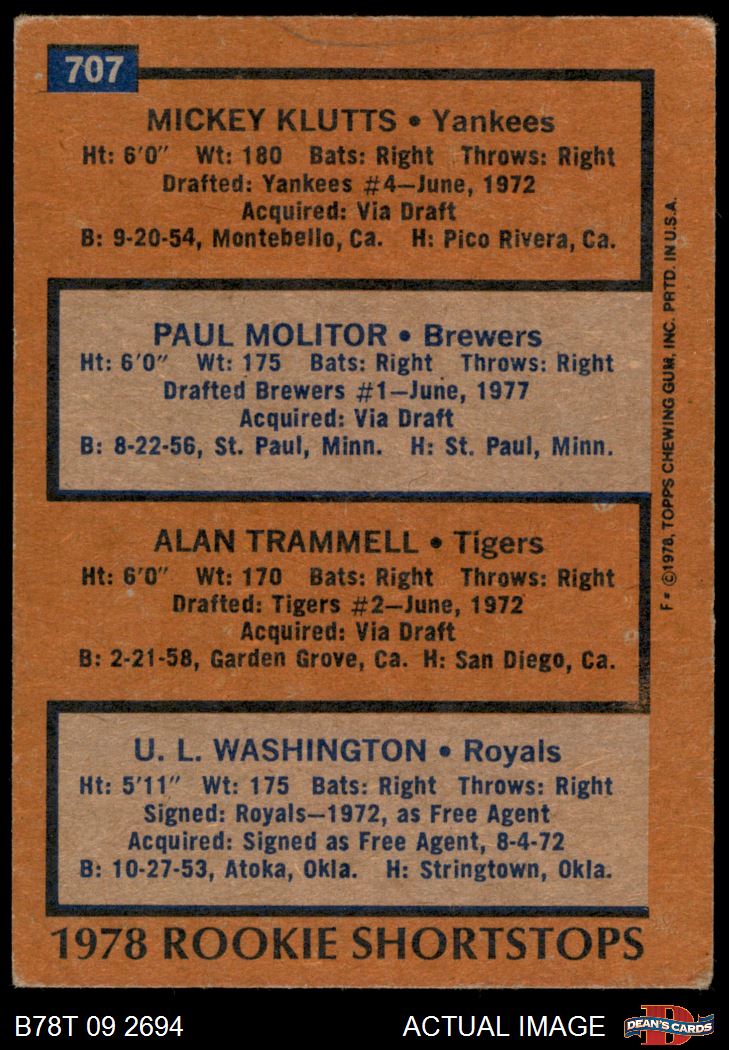 707
MICKEY KLUTTS • Yankees
Ht: 6'0" Wt: 180 Bats: Right Throws: Right
Drafted: Yankees #4—June, 1972
Acquired: Via Draft
B: 9-20-54, Montebello, Ca. H: Pico Rivera, Ca.
PAUL MOLITOR • Brewers
Ht: 6'0" Wt: 175 Bats: Right Throws: Right
Drafted Brewers #1—June, 1977
Acquired: Via Draft
B: 8-22-56, St. Paul, Minn. H: St. Paul, Minn.
ALAN TRAMMELL • Tigers
Ht: 6'0" Wt: 170 Bats: Right Throws: Right
Drafted: Tigers #2—June, 1972
Acquired: Via Draft
B: 2-21-58, Garden Grove, Ca. H: San Diego, Ca.
U. L. WASHINGTON • Royals
Ht: 5'11" Wt: 175 Bats: Right Throws: Right
Signed: Royals—1972, as Free Agent
Acquired: Signed as Free Agent, 8-4-72
B: 10-27-53, Atoka, Okla. H: Stringtown, Okla.
1978 ROOKIE SHORTSTOPS
F* ©1978, TOPPS CHEWING GUM, INC. PRTD. IN U.S.A.
B78T 09 2694 ACTUAL IMAGE
DEAN'S CARDS